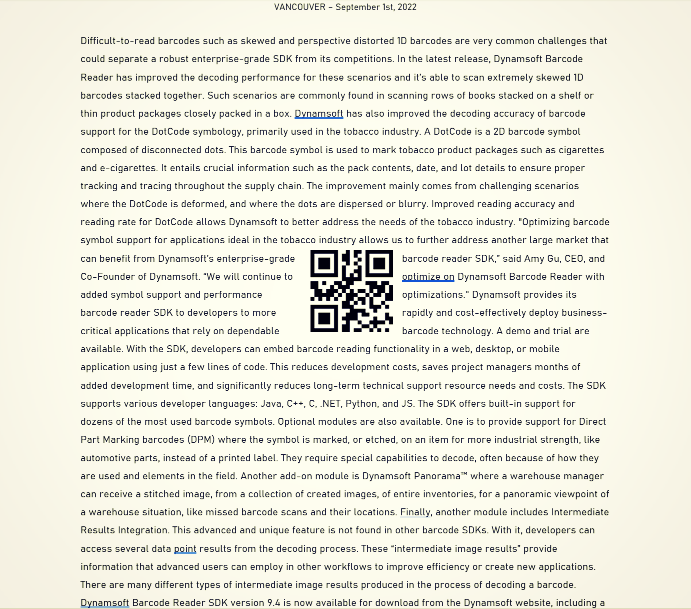 VANCOUVER – September 1st, 2022
Difficult-to-read barcodes such as skewed and perspective distorted 1D barcodes are very common challenges that
could separate a robust enterprise-grade SDK from its competitions. In the latest release, Dynamsoft Barcode
Reader has improved the decoding performance for these scenarios and it's able to scan extremely skewed 1D
barcodes stacked together. Such scenarios are commonly found in scanning rows of books stacked on a shelf or
thin product packages closely packed in a box. Dynamsoft has also improved the decoding accuracy of barcode
support for the DotCode symbology, primarily used in the tobacco industry. A DotCode is a 2D barcode symbol
composed of disconnected dots. This barcode symbol is used to mark tobacco product packages such as cigarettes
and e-cigarettes. It entails crucial information such as the pack contents, date, and lot details to ensure proper
tracking and tracing throughout the supply chain. The improvement mainly comes from challenging scenarios
where the DotCode is deformed, and where the dots are dispersed or blurry. Improved reading accuracy and
reading rate for DotCode allows Dynamsoft to better address the needs of the tobacco industry. "Optimizing barcode
symbol support for applications ideal in the tobacco industry allows us to further address another large market that
can benefit from Dynamsoft's enterprise-grade barcode reader SDK," said Amy Gu, CEO, and
Co-Founder of Dynamsoft. "We will continue to optimize on Dynamsoft Barcode Reader with
added symbol support and performance optimizations." Dynamsoft provides its
barcode reader SDK to developers to more rapidly and cost-effectively deploy business-
critical applications that rely on dependable barcode technology. A demo and trial are
available. With the SDK, developers can embed barcode reading functionality in a web, desktop, or mobile
application using just a few lines of code. This reduces development costs, saves project managers months of
added development time, and significantly reduces long-term technical support resource needs and costs. The SDK
supports various developer languages: Java, C++, C, .NET, Python, and JS. The SDK offers built-in support for
dozens of the most used barcode symbols. Optional modules are also available. One is to provide support for Direct
Part Marking barcodes (DPM) where the symbol is marked, or etched, on an item for more industrial strength, like
automotive parts, instead of a printed label. They require special capabilities to decode, often because of how they
are used and elements in the field. Another add-on module is Dynamsoft Panorama™ where a warehouse manager
can receive a stitched image, from a collection of created images, of entire inventories, for a panoramic viewpoint of
a warehouse situation, like missed barcode scans and their locations. Finally, another module includes Intermediate
Results Integration. This advanced and unique feature is not found in other barcode SDKs. With it, developers can
access several data point results from the decoding process. These "intermediate image results" provide
information that advanced users can employ in other workflows to improve efficiency or create new applications.
There are many different types of intermediate image results produced in the process of decoding a barcode.
Dynamsoft Barcode Reader SDK version 9.4 is now available for download from the Dynamsoft website, including a